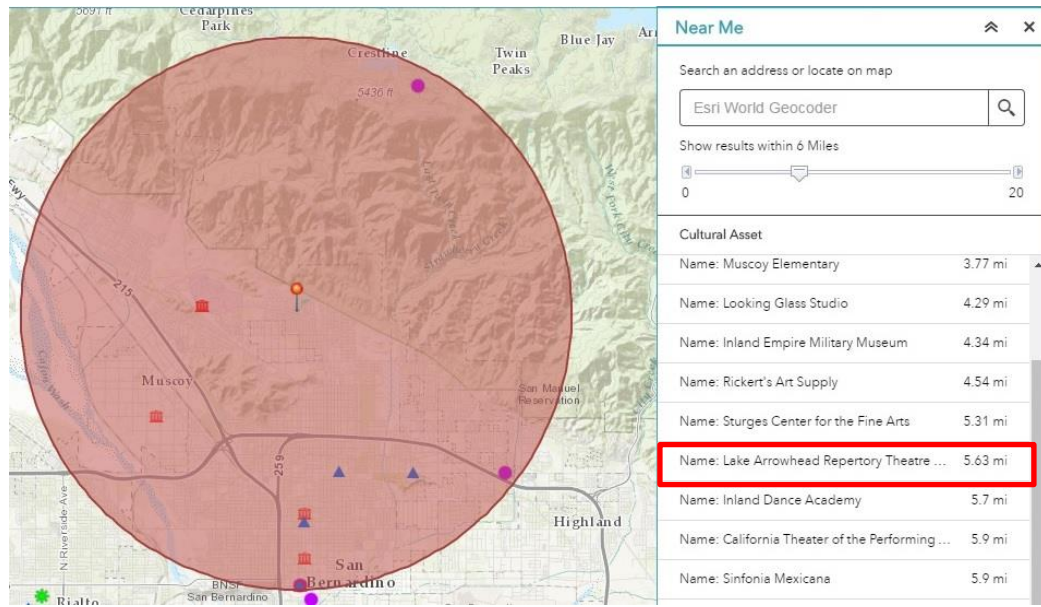 5691 ft
Cedarpines
Park
Crestline
Twin
Peaks
Blue Jay
5436 ft
Fwy
215
Muscoy
San Manuel
Reservation
259
Highland
N Riverside Ave
San
Bernardino
BNSF
San Bernardino
Rialto
Near Me
Search an address or locate on map
Esri World Geocoder
Show results within 6 Miles
0
20
Cultural Asset
Name: Muscoy Elementary 3.77 mi
Name: Looking Glass Studio 4.29 mi
Name: Inland Empire Military Museum 4.34 mi
Name: Rickert's Art Supply 4.54 mi
Name: Sturges Center for the Fine Arts 5.31 mi
Name: Lake Arrowhead Repertory Theatre ... 5.63 mi
Name: Inland Dance Academy 5.7 mi
Name: California Theater of the Performing ... 5.9 mi
Name: Sinfonia Mexicana 5.9 mi